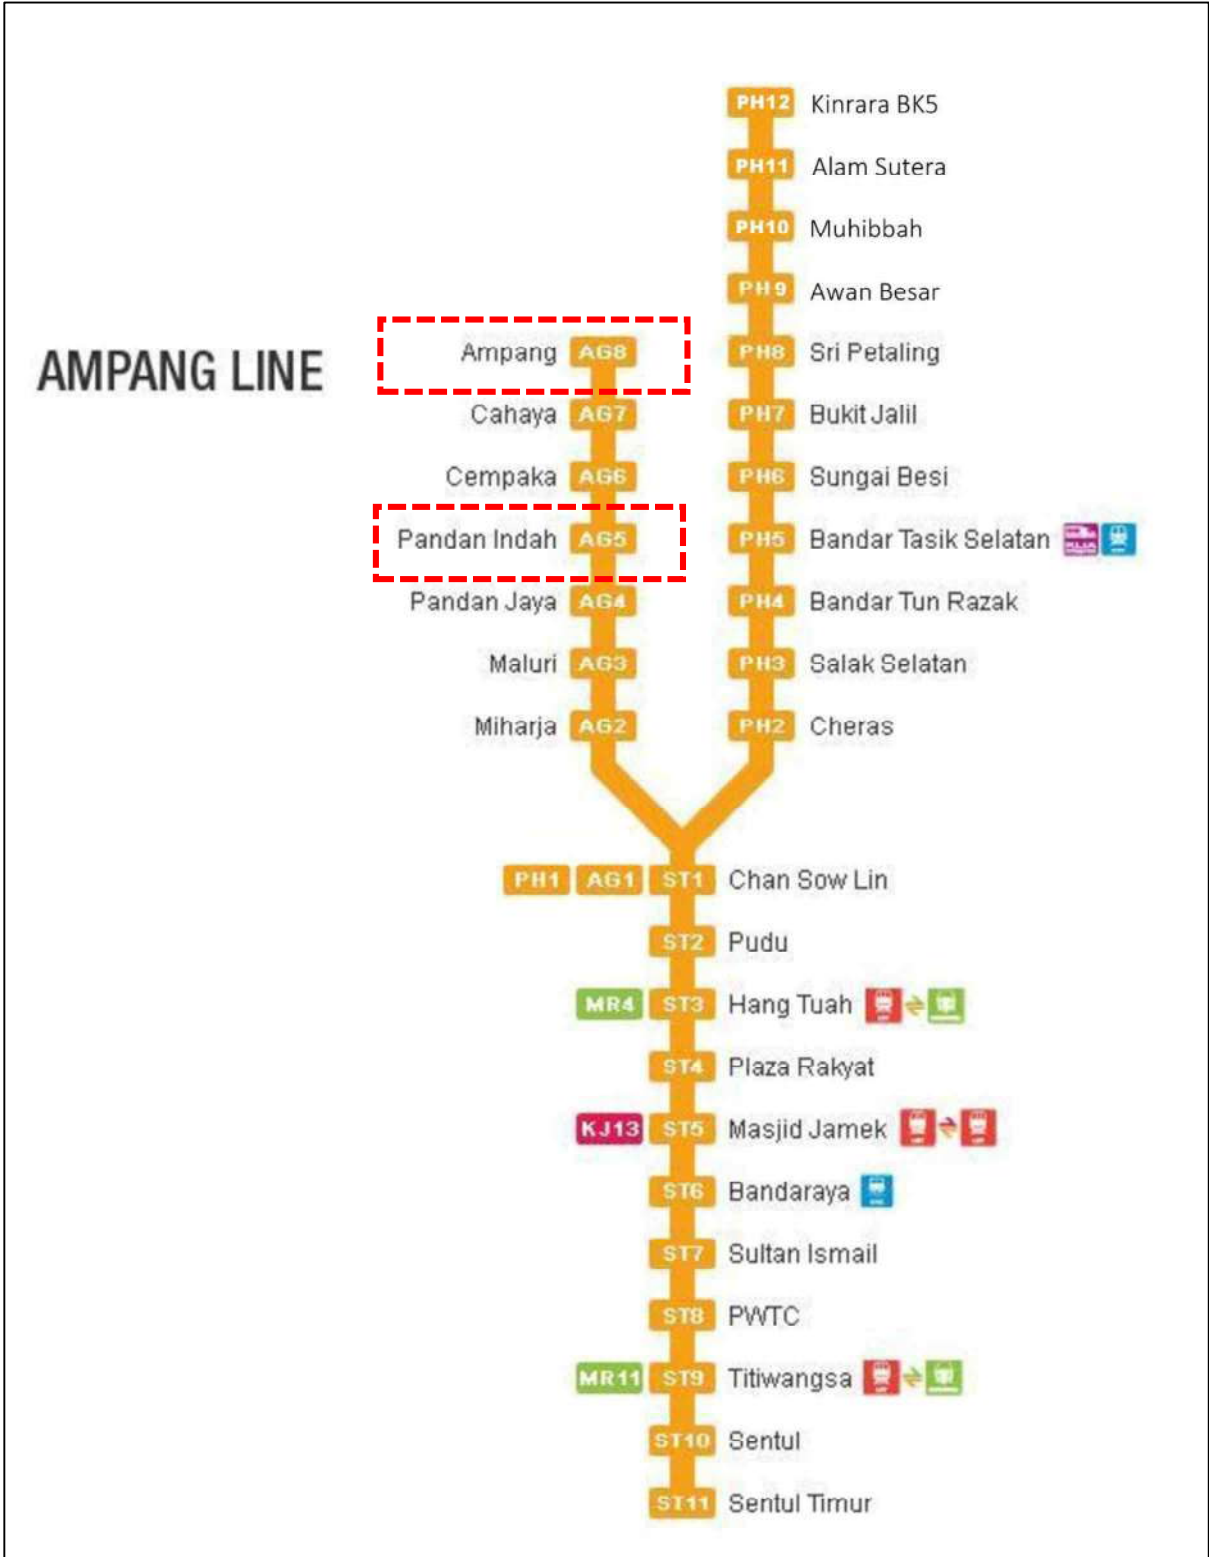 PH12 Kinrara BK5
PH11 Alam Sutera
PH10 Muhibbah
PH9 Awan Besar
AMPANG LINE
Ampang AG8 PH8 Sri Petaling
Cahaya AG7 PH7 Bukit Jalil
Cempaka AG6 PH6 Sungai Besi
Pandan Indah AG5 PH5 Bandar Tasik Selatan
Pandan Jaya AG4 PH4 Bandar Tun Razak
Maluri AG3 PH3 Salak Selatan
Miharja AG2 PH2 Cheras
PH1 AG1 ST1 Chan Sow Lin
ST2 Pudu
MR4 ST3 Hang Tuah
ST4 Plaza Rakyat
KJ13 ST5 Masjid Jamek
ST6 Bandaraya
ST7 Sultan Ismail
ST8 PWTC
MR11 ST9 Titiwangsa
ST10 Sentul
ST11 Sentul Timur